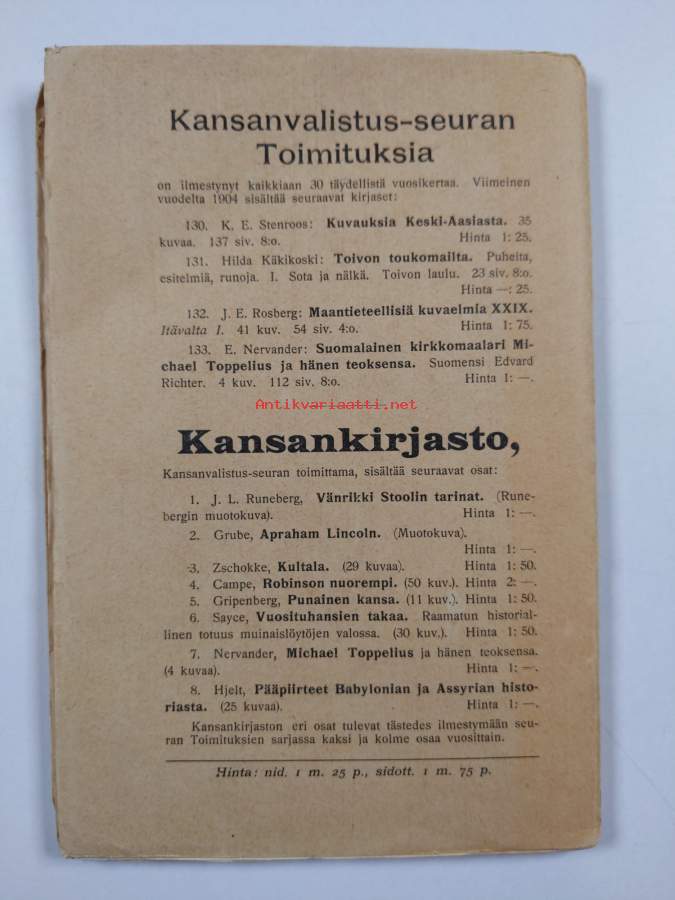 Kansanvalistus-seuran
Toimituksia
on ilmestynyt kaikkiaan 30 täydellistä vuosikertaa. Viimeinen
vuodelta 1904 sisältää seuraavat kirjaset:
130. K. E. Stenroos: Kuvauksia Keski-Aasiasta. 35
kuvaa. 137 siv. 8:o. Hinta 1: 25.
131. Hilda Käkikoski: Toivon toukomailta. Puheita,
esitelmiä, runoja. I. Sota ja nälkä. Toivon laulu. 23 siv. 8:o.
Hinta —: 25.
132. J. E. Rosberg: Maantieteellisiä kuvaelmia XXIX.
Itävalta I. 41 kuv. 54 siv. 4:o. Hinta 1: 75.
133. E. Nervander: Suomalainen kirkkomaalari Mi-
chael Toppelius ja hänen teoksensa. Suomensi Edvard
Richter. 4 kuv. 112 siv. 8:o. Hinta 1: —.
Antikvariaatti.net
Kansankirjasto,
Kansanvalistus-seuran toimittama, sisältää seuraavat osat:
1. J. L. Runeberg, Vänrikki Stoolin tarinat. (Rune-
bergin muotokuva). Hinta 1: —.
2. Grube, Apraham Lincoln. (Muotokuva).
Hinta 1: —.
3. Zschokke, Kultala. (29 kuvaa). Hinta 1: 50.
4. Campe, Robinson nuorempi. (50 kuv.). Hinta 2: —.
5. Gripenberg, Punainen kansa. (11 kuv.). Hinta 1: 50.
6. Sayce, Vuosituhansien takaa. Raamatun historial-
linen totuus muinaislöytöjen valossa. (30 kuv.). Hinta 1: 50.
7. Nervander, Michael Toppelius ja hänen teoksensa.
(4 kuvaa). Hinta 1: —.
8. Hjelt, Pääpiirteet Babylonian ja Assyrian histo-
riasta. (25 kuvaa). Hinta 1: —.
Kansankirjaston eri osat tulevat tästedes ilmestymään seu-
ran Toimituksien sarjassa kaksi ja kolme osaa vuosittain.
Hinta: nid. 1 m. 25 p., sidott. 1 m. 75 p.